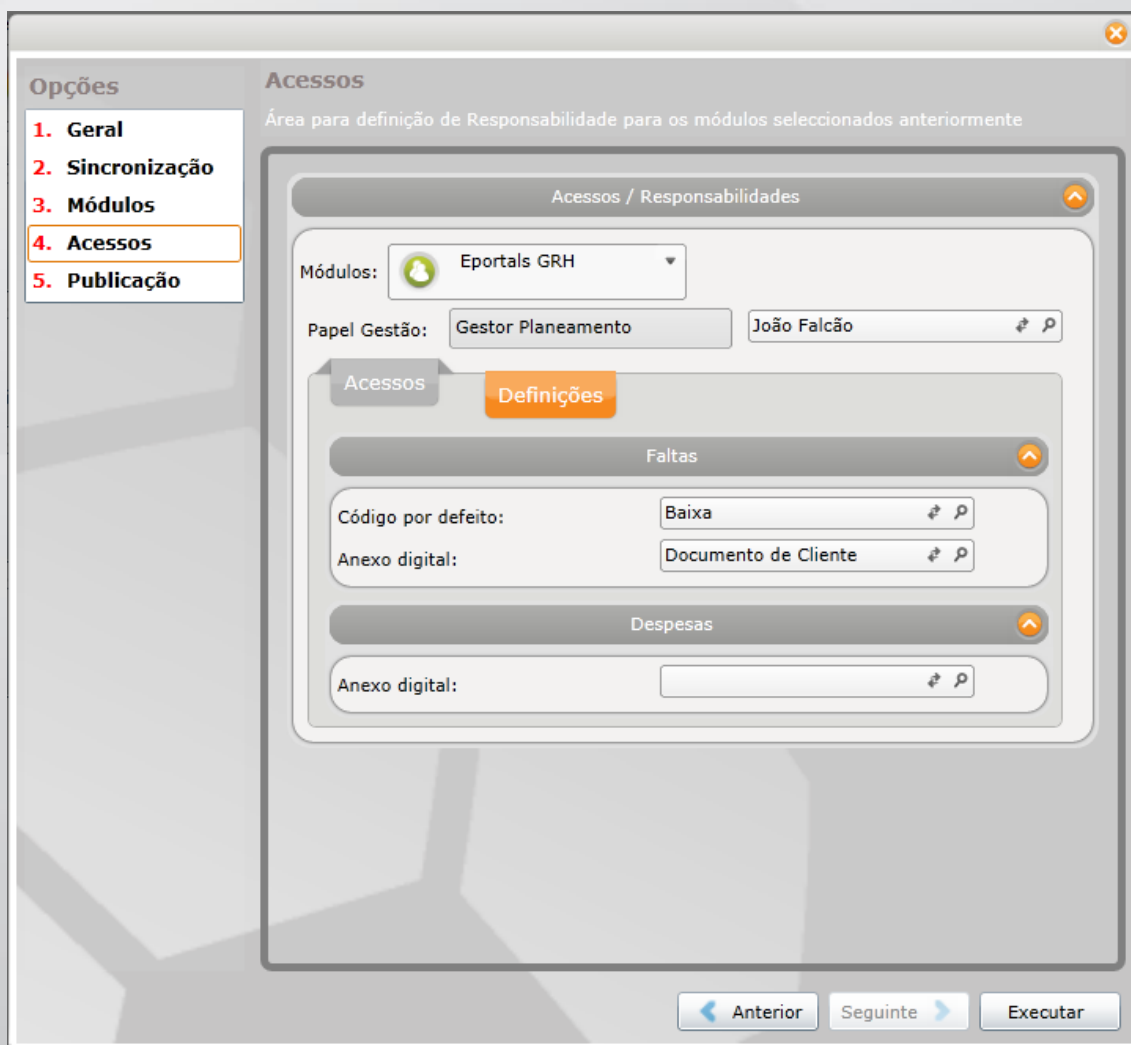 Opções
1. Geral
2. Sincronização
3. Módulos
4. Acessos
5. Publicação
Acessos
Área para definição de Responsabilidade para os módulos seleccionados anteriormente
Acessos / Responsabilidades
Módulos: Eportals GRH
Papel Gestão: Gestor Planeamento João Falcão
Acessos Definições
Faltas
Código por defeito: Baixa
Anexo digital: Documento de Cliente
Despesas
Anexo digital:
Anterior Seguinte Executar